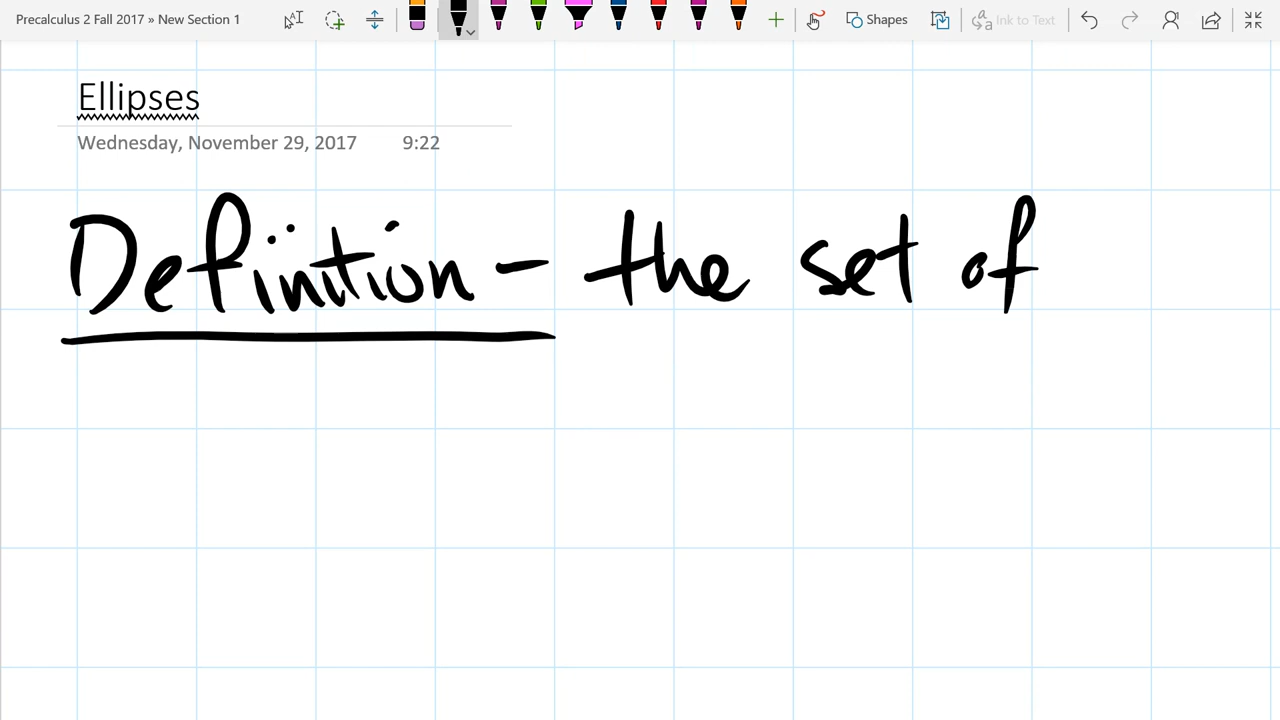 Precalculus 2 Fall 2017 » New Section 1 Shapes Link to Text
Ellipses
Wednesday, November 29, 2017 9:22
Definition - the set of